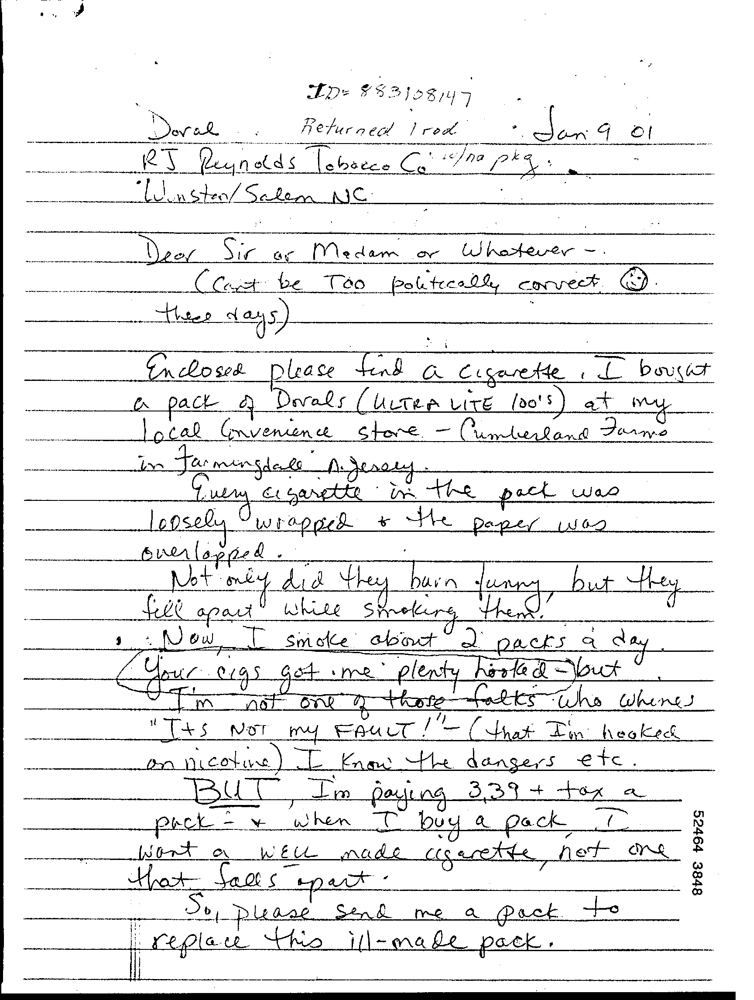 ID= 883108147
Doral Returned 1 rod Jan 9 01
RJ Reynolds Tobacco Co w/no pkg.
Winston/Salem NC
Dear Sir or Madam or Whatever -
(Can't be TOO politically correct ☺
these days)
Enclosed please find a cigarette. I bought
a pack of Dorals (ULTRA LITE 100's) at my
local Convenience store - Cumberland Farms
in Farmingdale N. Jersey.
Every cigarette in the pack was
loosely wrapped & the paper was
overlapped.
Not only did they burn funny, but they
fell apart while smoking them.
Now, I smoke about 2 packs a day.
(Your cigs got me plenty hooked-) but
I'm not one of those folks who whines
"ITS NOT my FAULT!" - (that I'm hooked
on nicotine) I know the dangers etc.
BUT, I'm paying 3.39 + tax a
pack - & when I buy a pack I
want a WELL made cigarette, not one
that falls apart.
So, please send me a pack to
replace this ill-made pack.
52464 3848